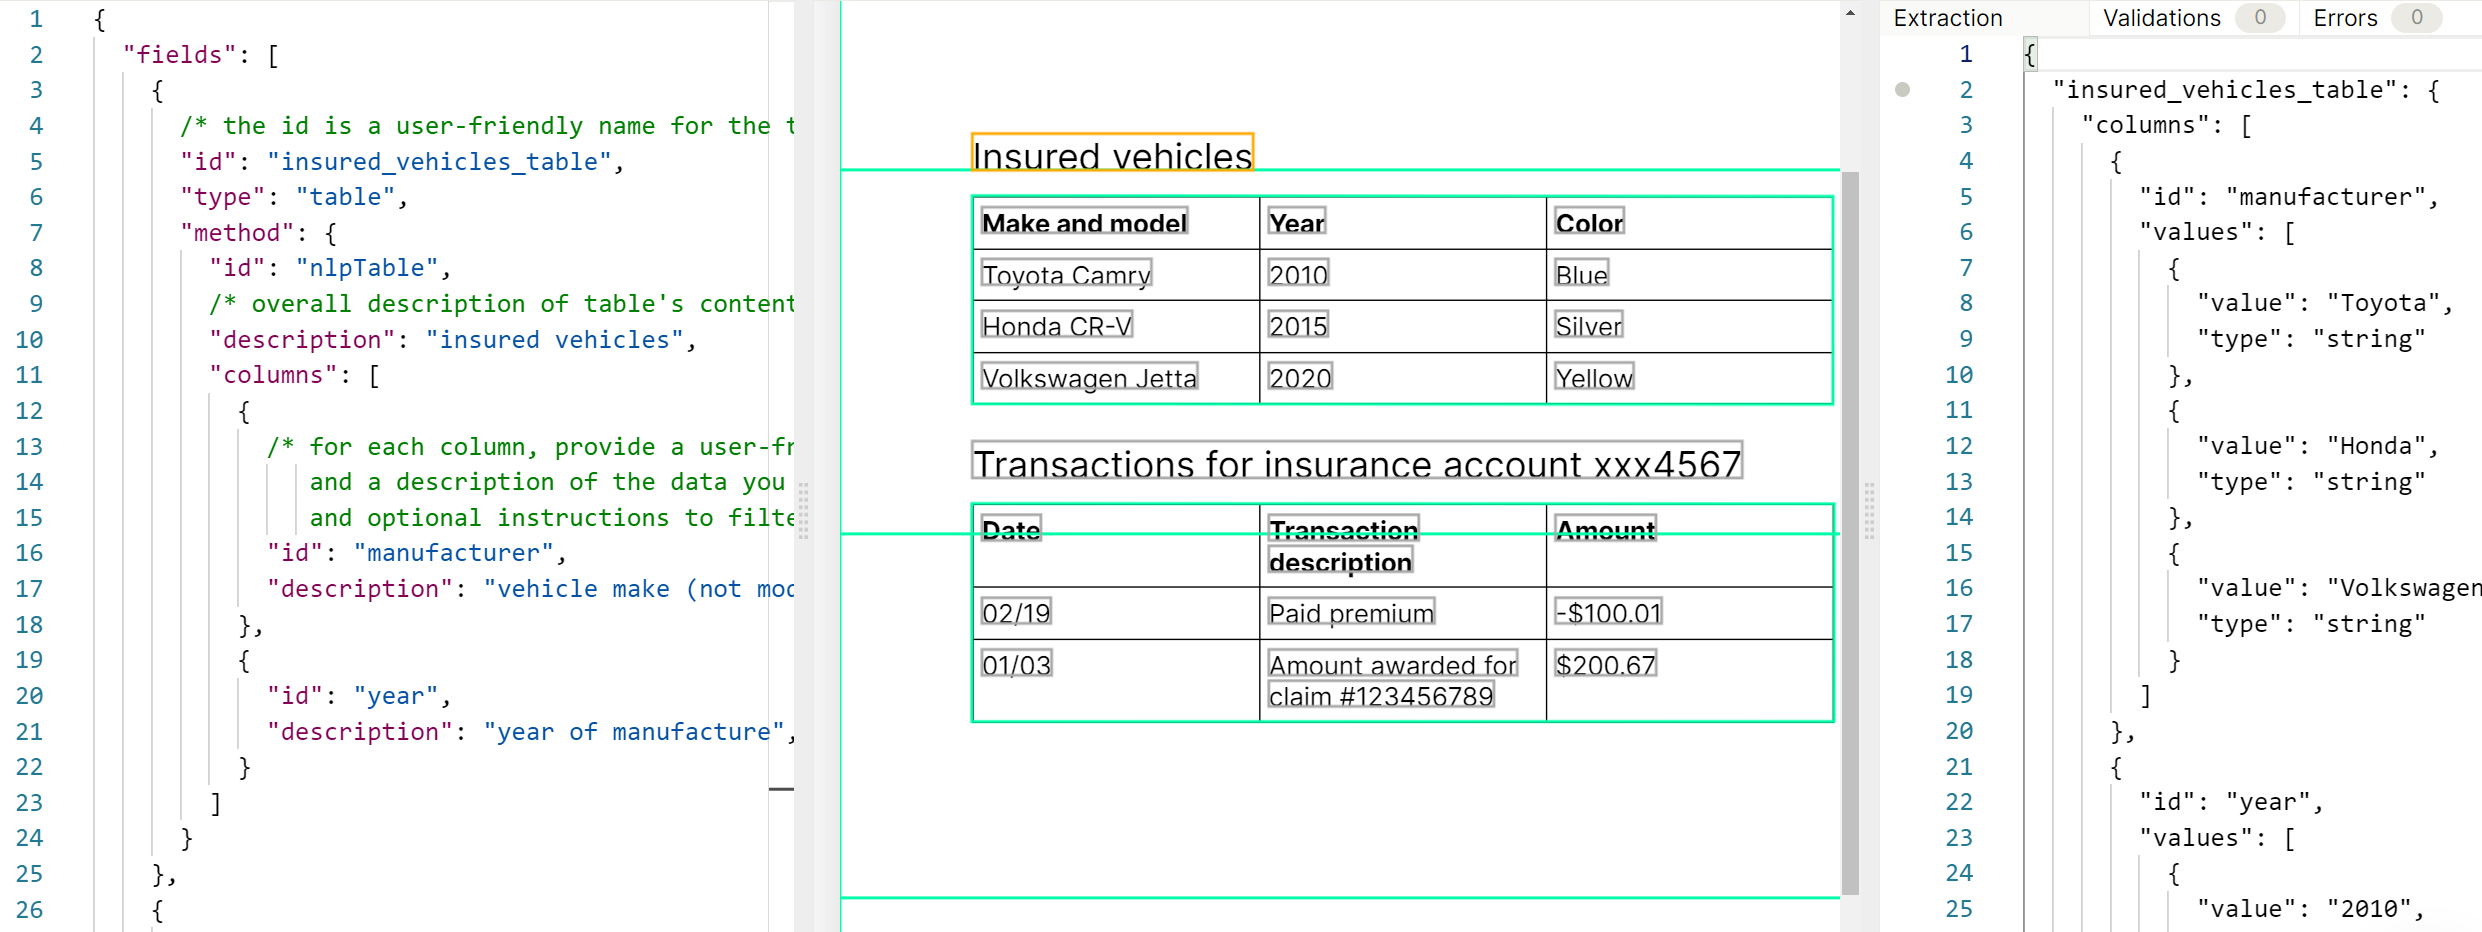 1 {
2 "fields": [
3 {
4 /* the id is a user-friendly name for the t
5 "id": "insured_vehicles_table",
6 "type": "table",
7 "method": {
8 "id": "nlpTable",
9 /* overall description of table's content
10 "description": "insured vehicles",
11 "columns": [
12 {
13 /* for each column, provide a user-fr
14 and a description of the data you
15 and optional instructions to filte
16 "id": "manufacturer",
17 "description": "vehicle make (not mod
18 },
19 {
20 "id": "year",
21 "description": "year of manufacture",
22 }
23 ]
24 }
25 },
26 {
Insured vehicles
Make and model Year Color
Toyota Camry 2010 Blue
Honda CR-V 2015 Silver
Volkswagen Jetta 2020 Yellow
Transactions for insurance account xxx4567
Date Transaction description Amount
02/19 Paid premium -$100.01
01/03 Amount awarded for claim #123456789 $200.67
Extraction Validations 0 Errors 0
1 {
2 "insured_vehicles_table": {
3 "columns": [
4 {
5 "id": "manufacturer",
6 "values": [
7 {
8 "value": "Toyota",
9 "type": "string"
10 },
11 {
12 "value": "Honda",
13 "type": "string"
14 },
15 {
16 "value": "Volkswagen
17 "type": "string"
18 }
19 ]
20 },
21 {
22 "id": "year",
23 "values": [
24 {
25 "value": "2010",